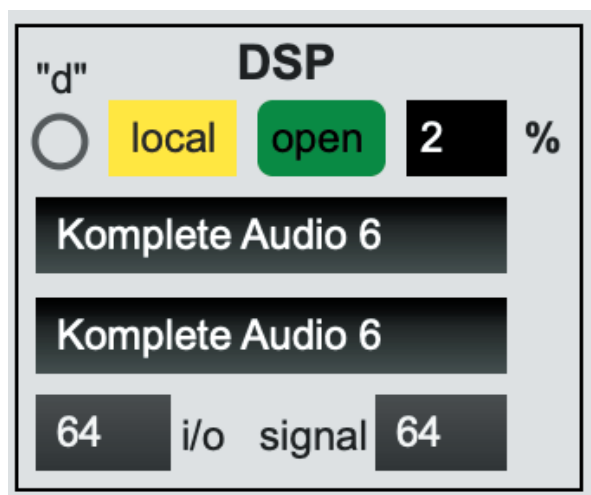 DSP
"d"
local open 2 %
Komplete Audio 6
Komplete Audio 6
64 i/o signal 64